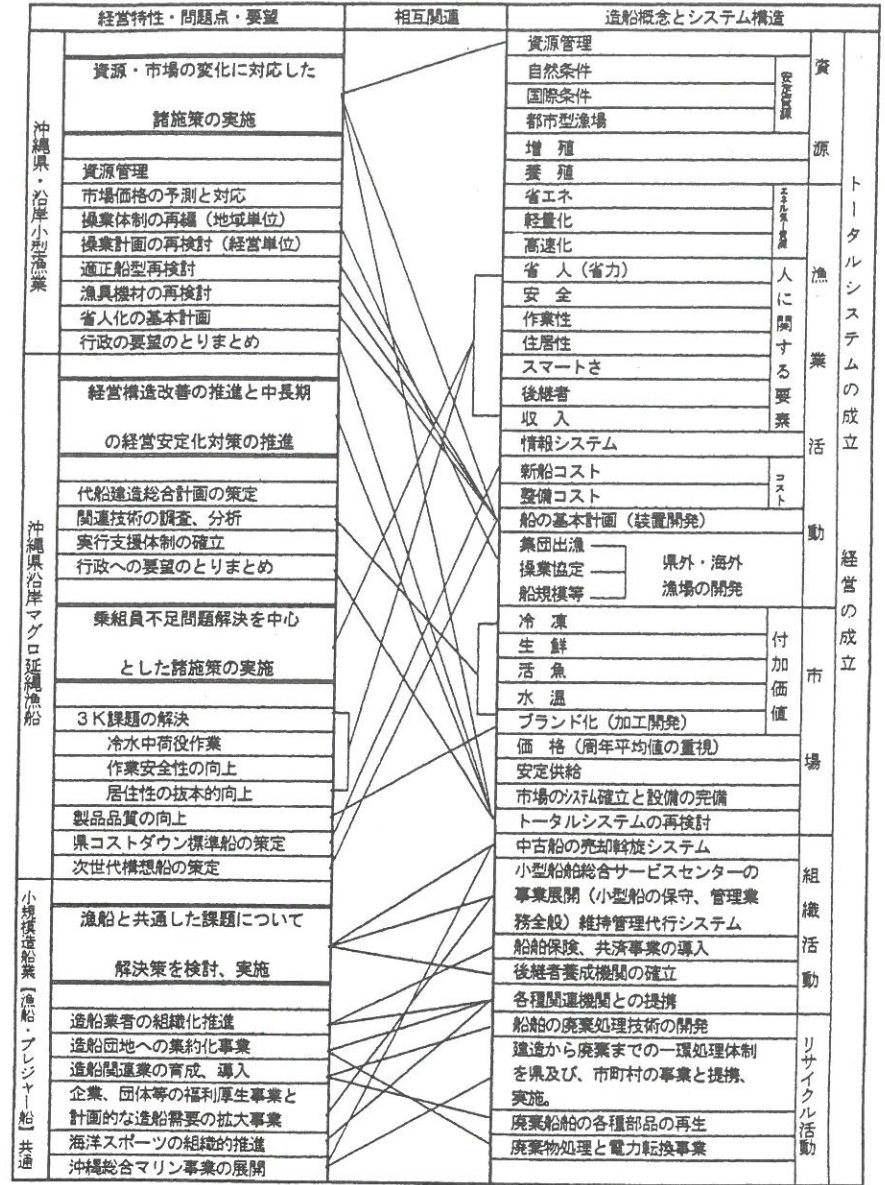 経営特性・問題点・要望
相互関連
造船概念とシステム構造
沖縄県・沿岸小型漁業
資源・市場の変化に対応した
諸施策の実施
資源管理
市場価格の予測と対応
操業体制の再編（地域単位）
操業計画の再検討（経営単位）
適正船型再検討
漁具機材の再検討
省人化の基本計画
行政の要望のとりまとめ
沖縄県沿岸マグロ延縄漁船
経営構造改善の推進と中長期
の経営安定化対策の推進
代船建造総合計画の策定
関連技術の調査、分析
実行支援体制の確立
行政への要望のとりまとめ
乗組員不足問題解決を中心
とした諸施策の実施
３Ｋ課題の解決
冷水中荷役作業
作業安全性の向上
居住性の抜本的向上
製品品質の向上
県コストダウン標準船の策定
次世代構想船の策定
小規模造船業【漁船・プレジャー船】共通
漁船と共通した課題について
解決策を検討、実施
造船業者の組織化推進
造船団地への集約化事業
造船関連業の育成、導入
企業、団体等の福利厚生事業と
計画的な造船需要の拡大事業
海洋スポーツの組織的推進
沖縄総合マリン事業の展開
資源管理
自然条件
国際条件
都市型漁場
安定資源
増　殖
養　殖
資源
省エネ
軽量化
高速化
エネルギー資源
省　人（省力）
安　全
作業性
住居性
スマートさ
後継者
収　入
人に関する要素
情報システム
新船コスト
整備コスト
コスト
船の基本計画（装置開発）
集団出漁
操業協定
船規模等
県外・海外
漁場の開発
漁業活動
冷　凍
生　鮮
活　魚
水　温
ブランド化（加工開発）
付加価値
価　格（周年平均値の重視）
安定供給
市場のシステム確立と設備の完備
トータルシステムの再検討
市場
中古船の売却斡旋システム
小型船舶総合サービスセンターの
事業展開（小型船の保守、管理業
務全般）維持管理代行システム
船舶保険、共済事業の導入
後継者養成機関の確立
各種関連機関との提携
組織活動
船舶の廃棄処理技術の開発
建造から廃棄までの一環処理体制
を県及び、市町村の事業と提携、
実施。
廃棄船舶の各種部品の再生
廃棄物処理と電力転換事業
リサイクル活動
トータルシステムの成立
経営の成立